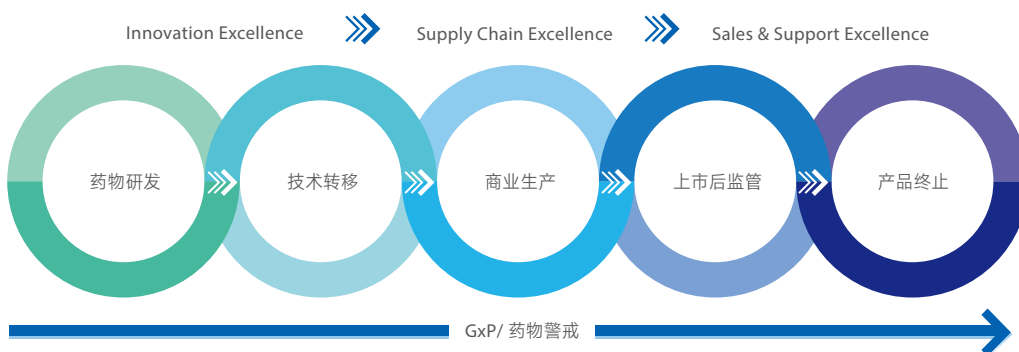 Innovation Excellence
Supply Chain Excellence
Sales & Support Excellence
药物研发
技术转移
商业生产
上市后监管
产品终止
GxP/ 药物警戒